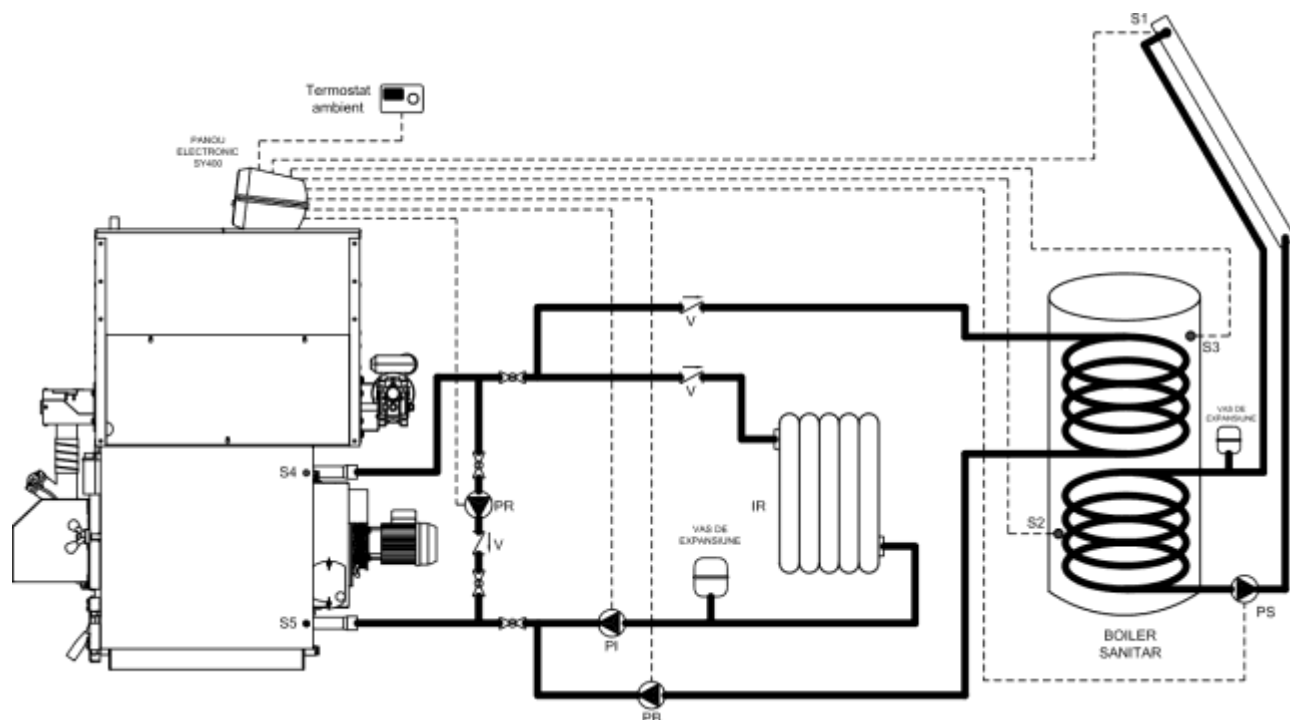 S1
Termostat
ambient
PANOU
ELECTRONIC
SY400
V
S3
V
VAS DE
EXPANSIUNE
S4
PR
IR
VAS DE
EXPANSIUNE
S2
V
S5
PI
PS
BOILER
SANITAR